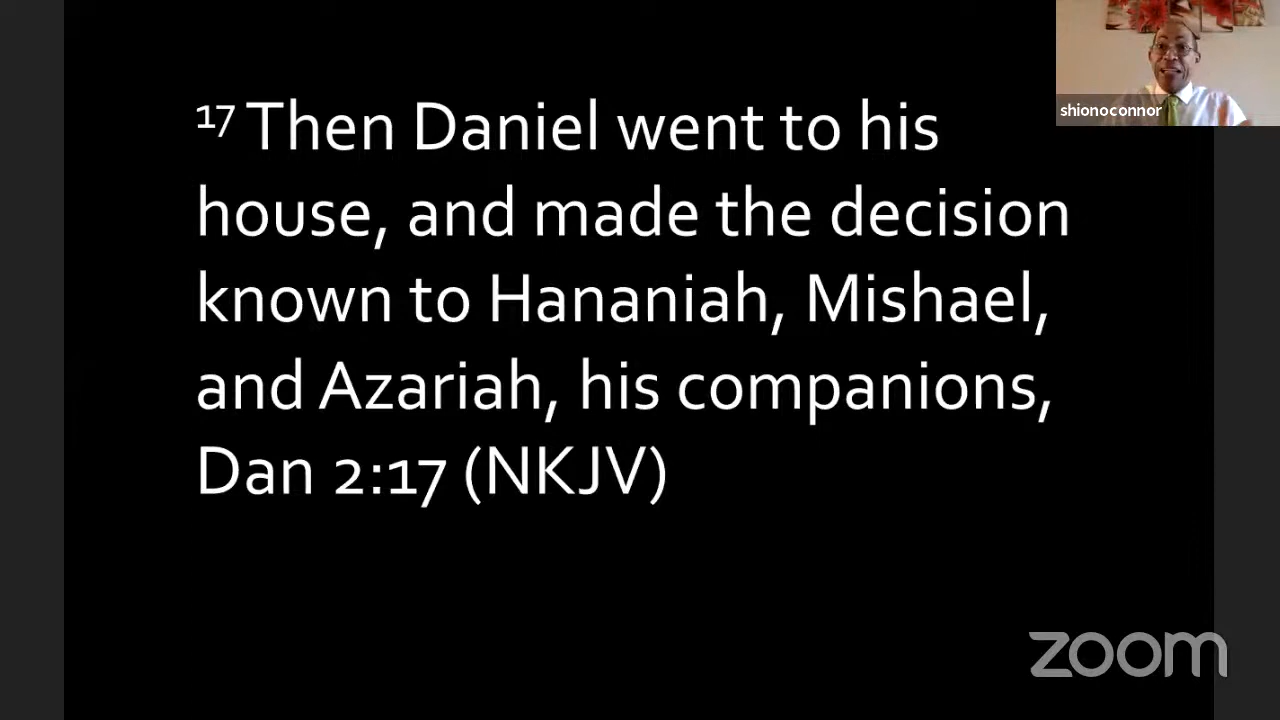 shionoconnor
17 Then Daniel went to his
house, and made the decision
known to Hananiah, Mishael,
and Azariah, his companions,
Dan 2:17 (NKJV)
zoom